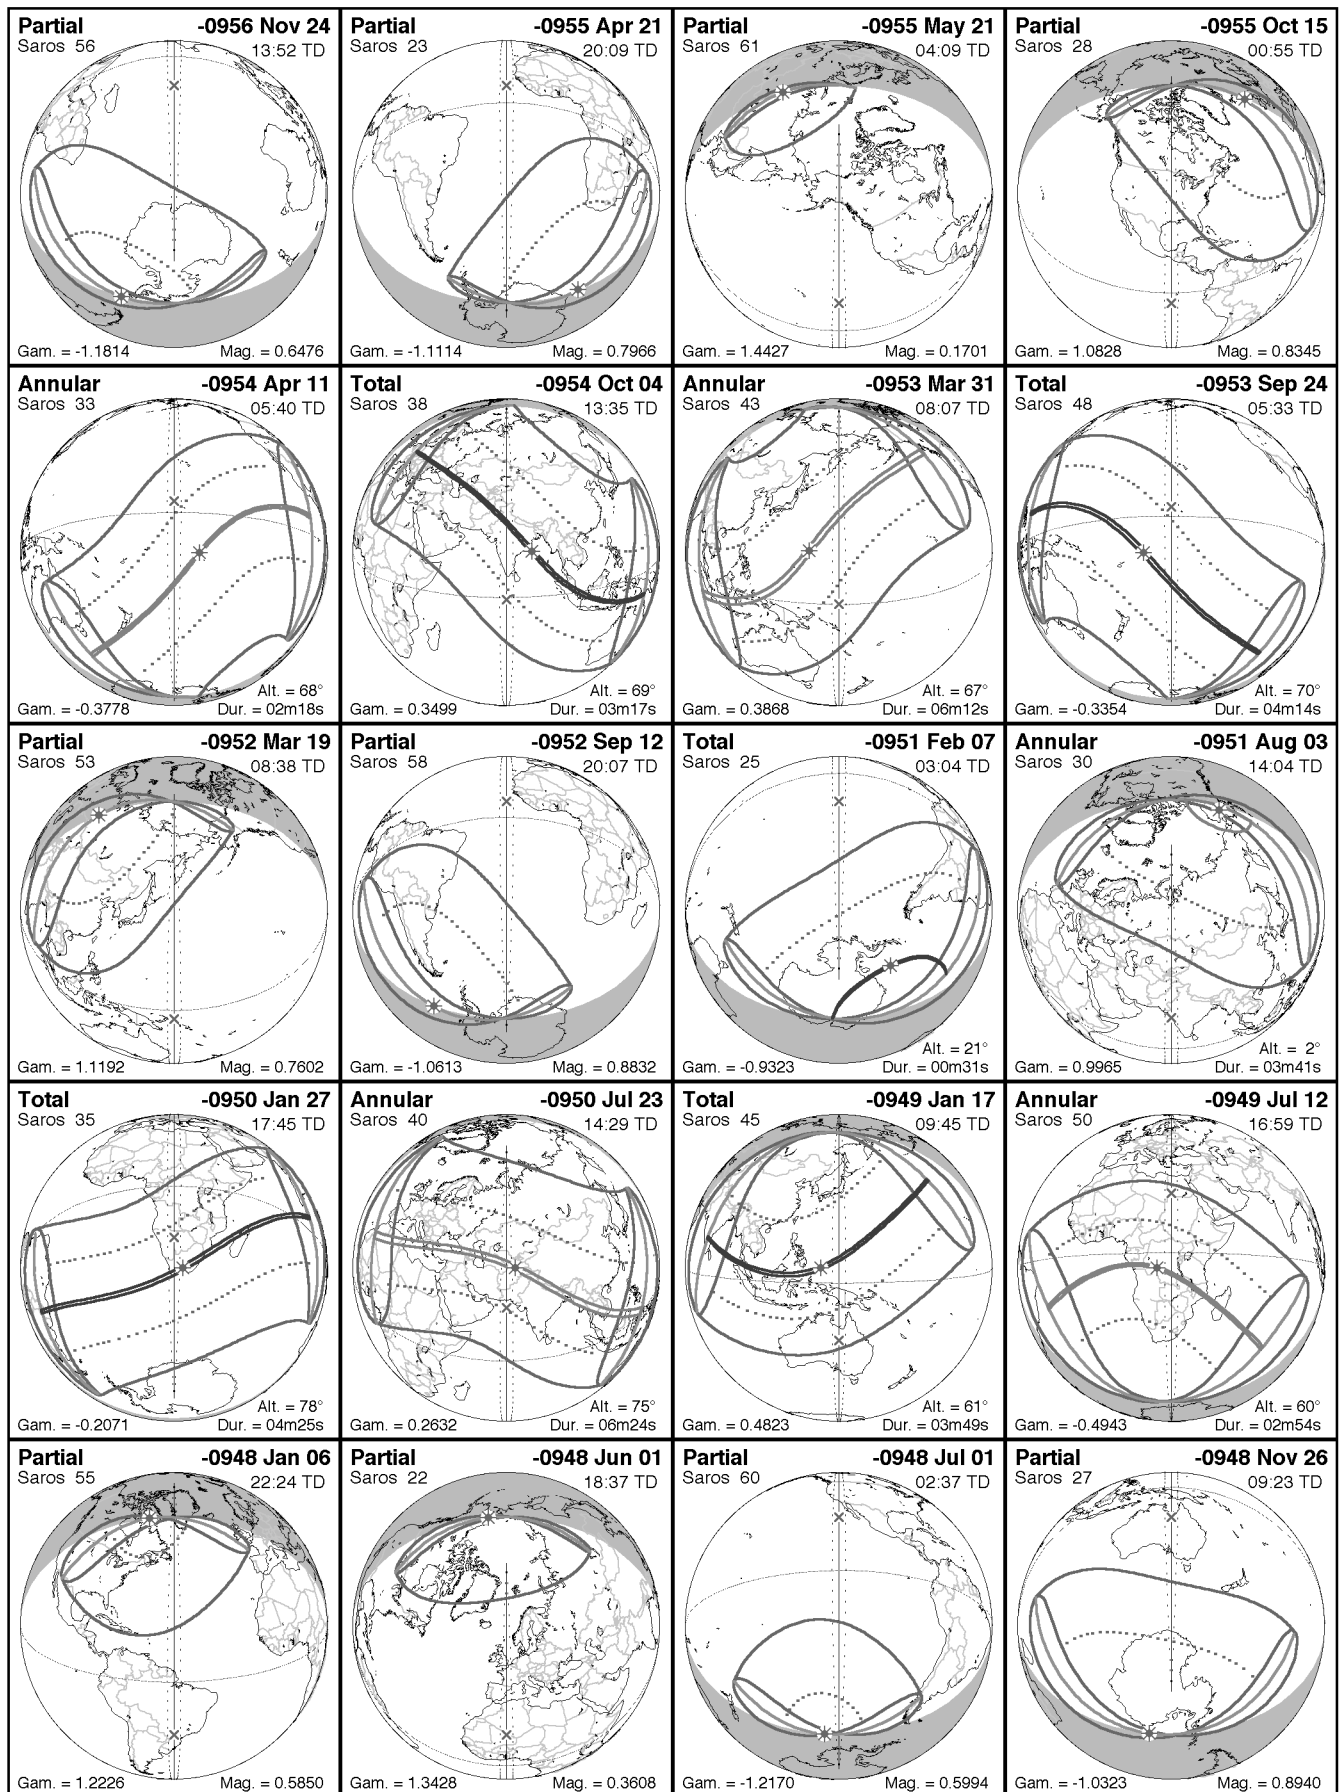 Partial -0956 Nov 24
Saros 56 13:52 TD
Gam. = -1.1814 Mag. = 0.6476
Partial -0955 Apr 21
Saros 23 20:09 TD
Gam. = -1.1114 Mag. = 0.7966
Partial -0955 May 21
Saros 61 04:09 TD
Gam. = 1.4427 Mag. = 0.1701
Partial -0955 Oct 15
Saros 28 00:55 TD
Gam. = 1.0828 Mag. = 0.8345
Annular -0954 Apr 11
Saros 33 05:40 TD
Alt. = 68°
Gam. = -0.3778 Dur. = 02m18s
Total -0954 Oct 04
Saros 38 13:35 TD
Alt. = 69°
Gam. = 0.3499 Dur. = 03m17s
Annular -0953 Mar 31
Saros 43 08:07 TD
Alt. = 67°
Gam. = 0.3868 Dur. = 06m12s
Total -0953 Sep 24
Saros 48 05:33 TD
Alt. = 70°
Gam. = -0.3354 Dur. = 04m14s
Partial -0952 Mar 19
Saros 53 08:38 TD
Gam. = 1.1192 Mag. = 0.7602
Partial -0952 Sep 12
Saros 58 20:07 TD
Gam. = -1.0613 Mag. = 0.8832
Total -0951 Feb 07
Saros 25 03:04 TD
Alt. = 21°
Gam. = -0.9323 Dur. = 00m31s
Annular -0951 Aug 03
Saros 30 14:04 TD
Alt. = 2°
Gam. = 0.9965 Dur. = 03m41s
Total -0950 Jan 27
Saros 35 17:45 TD
Alt. = 78°
Gam. = -0.2071 Dur. = 04m25s
Annular -0950 Jul 23
Saros 40 14:29 TD
Alt. = 75°
Gam. = 0.2632 Dur. = 06m24s
Total -0949 Jan 17
Saros 45 09:45 TD
Alt. = 61°
Gam. = 0.4823 Dur. = 03m49s
Annular -0949 Jul 12
Saros 50 16:59 TD
Alt. = 60°
Gam. = -0.4943 Dur. = 02m54s
Partial -0948 Jan 06
Saros 55 22:24 TD
Gam. = 1.2226 Mag. = 0.5850
Partial -0948 Jun 01
Saros 22 18:37 TD
Gam. = 1.3428 Mag. = 0.3608
Partial -0948 Jul 01
Saros 60 02:37 TD
Gam. = -1.2170 Mag. = 0.5994
Partial -0948 Nov 26
Saros 27 09:23 TD
Gam. = -1.0323 Mag. = 0.8940